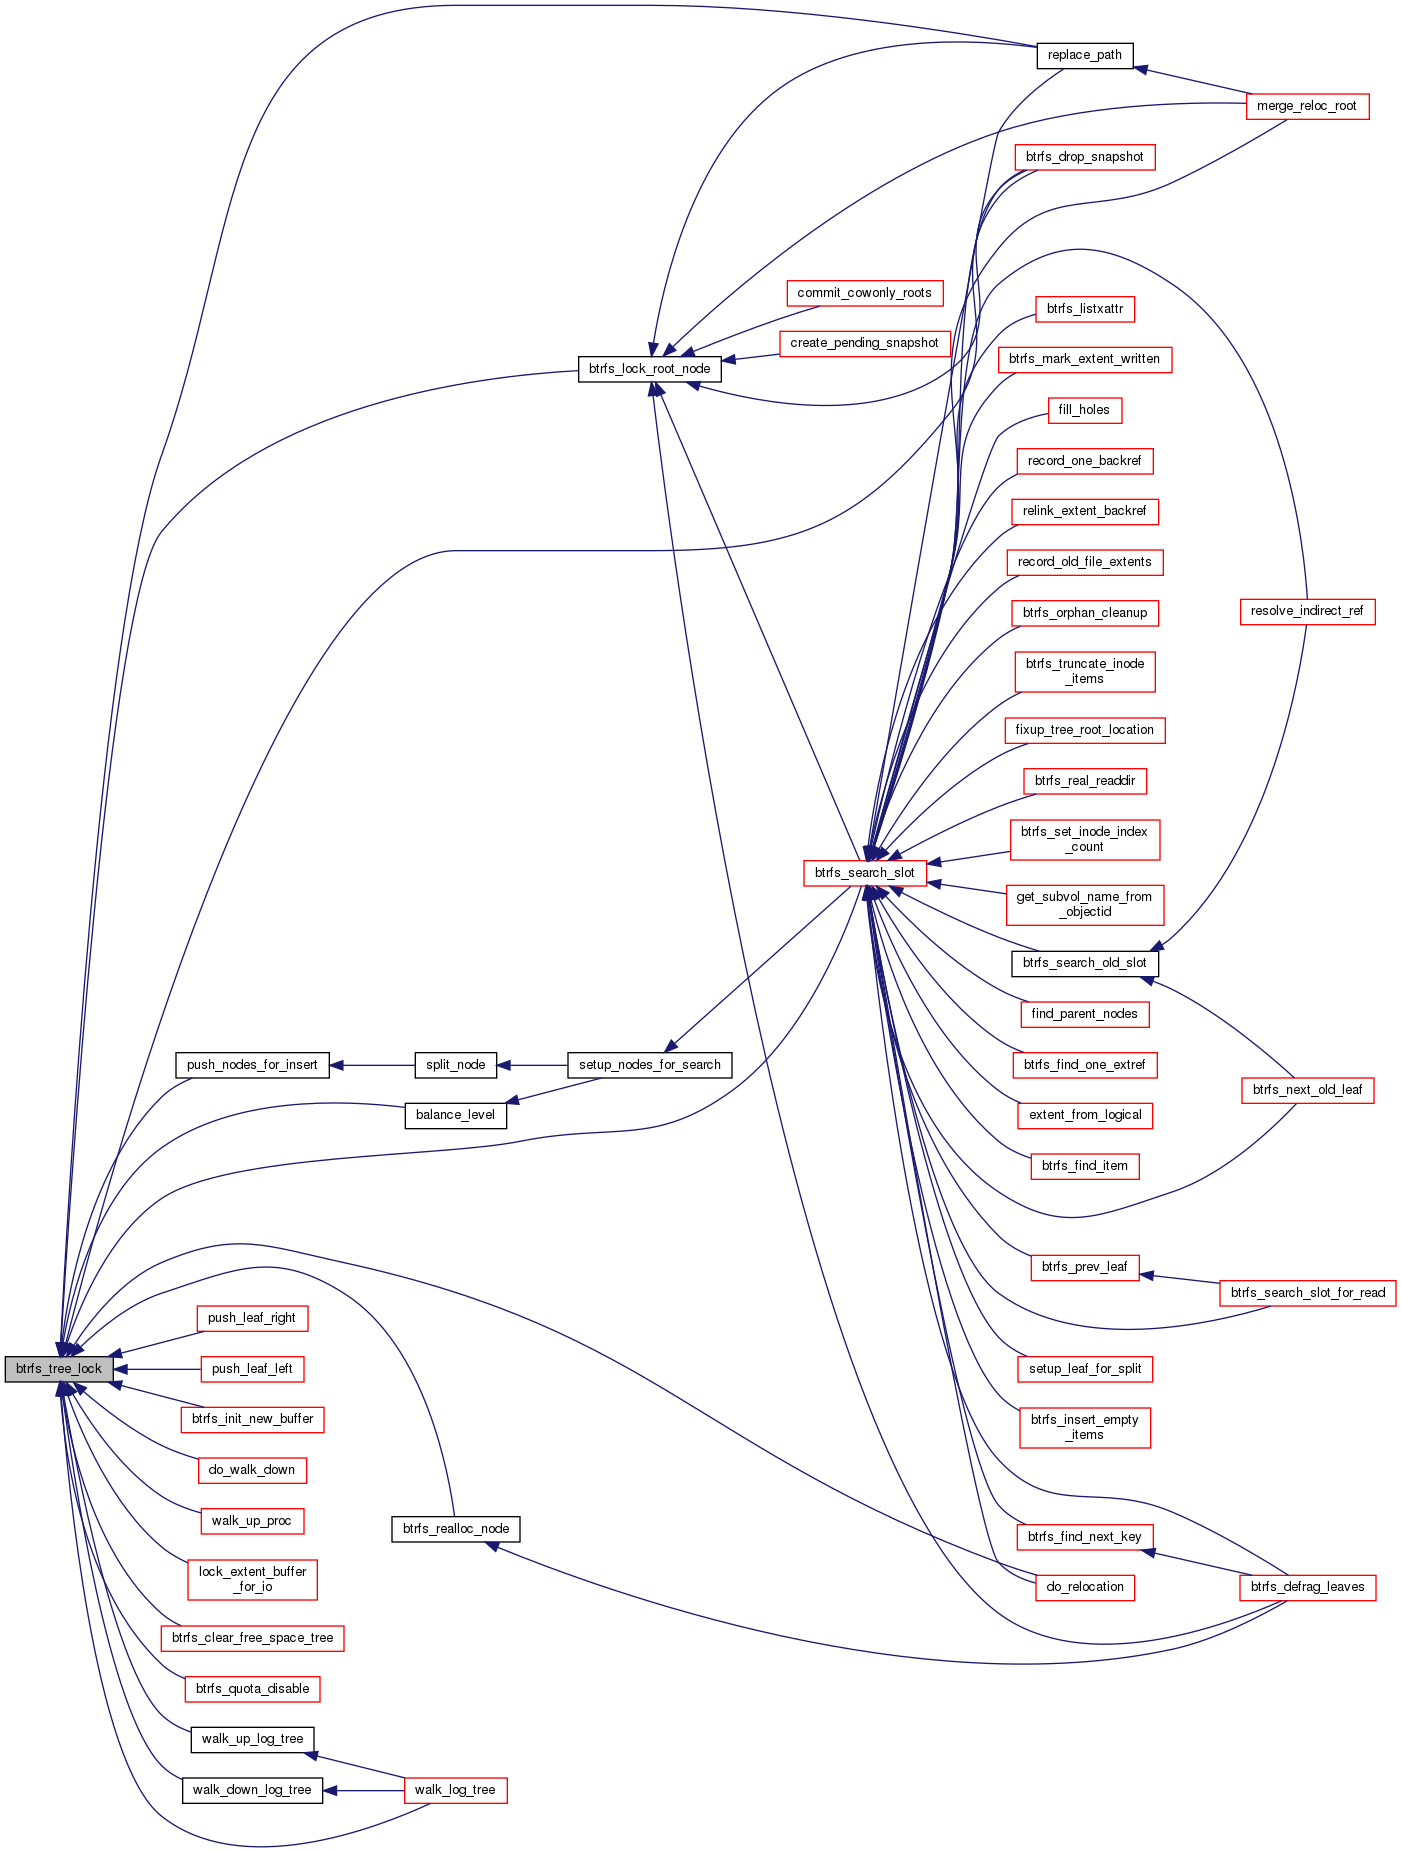 replace_path
merge_reloc_root
btrfs_drop_snapshot
commit_cowonly_roots
btrfs_listxattr
create_pending_snapshot
btrfs_mark_extent_written
btrfs_lock_root_node
fill_holes
record_one_backref
relink_extent_backref
record_old_file_extents
btrfs_orphan_cleanup
resolve_indirect_ref
btrfs_truncate_inode
_items
fixup_tree_root_location
btrfs_real_readdir
btrfs_set_inode_index
_count
btrfs_search_slot
get_subvol_name_from
_objectid
btrfs_search_old_slot
find_parent_nodes
push_nodes_for_insert
split_node
setup_nodes_for_search
btrfs_find_one_extref
btrfs_next_old_leaf
balance_level
extent_from_logical
btrfs_find_item
btrfs_prev_leaf
btrfs_search_slot_for_read
push_leaf_right
btrfs_tree_lock
push_leaf_left
setup_leaf_for_split
btrfs_init_new_buffer
btrfs_insert_empty
_items
do_walk_down
walk_up_proc
btrfs_realloc_node
btrfs_find_next_key
lock_extent_buffer
_for_io
do_relocation
btrfs_defrag_leaves
btrfs_clear_free_space_tree
btrfs_quota_disable
walk_up_log_tree
walk_down_log_tree
walk_log_tree